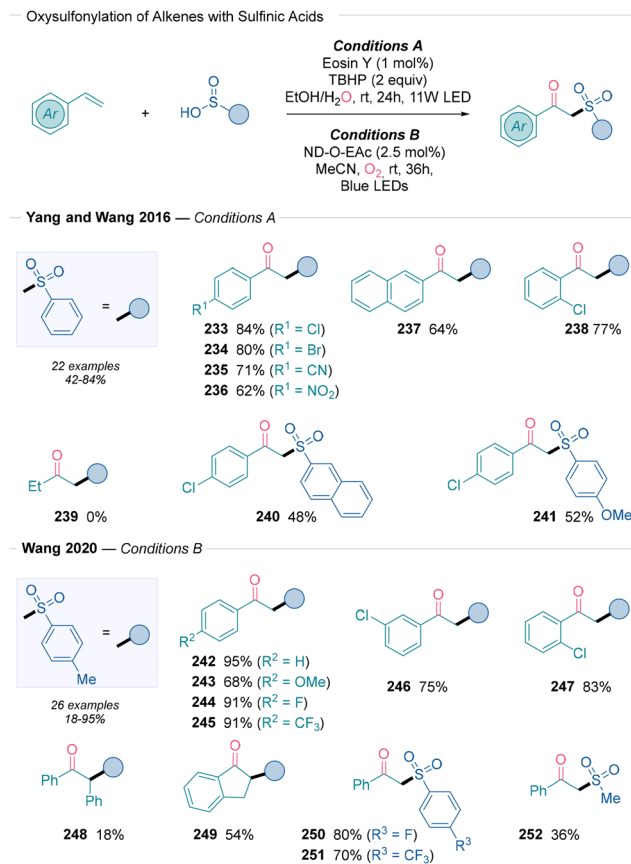 Oxysulfonylation of Alkenes with Sulfinic Acids
Conditions A
Eosin Y (1 mol%)
TBHP (2 equiv)
EtOH/H₂O, rt, 24h, 11W LED
Ar
+
O
S
HO
Conditions B
ND-O-EAc (2.5 mol%)
MeCN, O₂, rt, 36h,
Blue LEDs
O
O
O
S
Ar
Yang and Wang 2016 — Conditions A
O
O
S
=
22 examples
42-84%
O
R¹
233 84% (R¹ = Cl)
234 80% (R¹ = Br)
235 71% (R¹ = CN)
236 62% (R¹ = NO₂)
O
237 64%
O
Cl
238 77%
O
Et
239 0%
O
O
O
S
Cl
240 48%
O
O
O
S
Cl
OMe
241 52%
Wang 2020 — Conditions B
O
O
S
=
Me
26 examples
18-95%
O
R²
242 95% (R² = H)
243 68% (R² = OMe)
244 91% (R² = F)
245 91% (R² = CF₃)
O
Cl
246 75%
O
Cl
247 83%
O
Ph
Ph
248 18%
O
249 54%
O
O
O
Ph
S
R³
250 80% (R³ = F)
251 70% (R³ = CF₃)
O
O
O
Ph
S
Me
252 36%